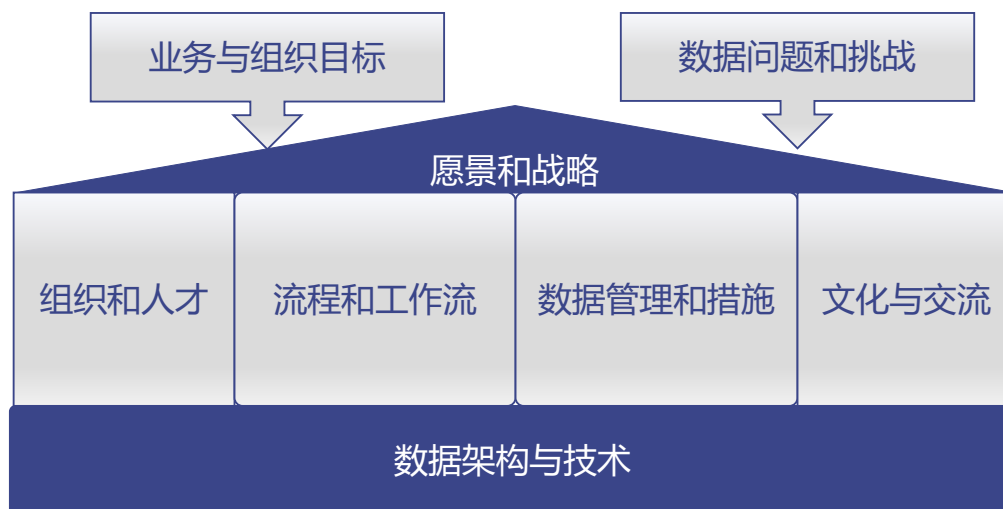 业务与组织目标
数据问题和挑战
愿景和战略
组织和人才
流程和工作流
数据管理和措施
文化与交流
数据架构与技术